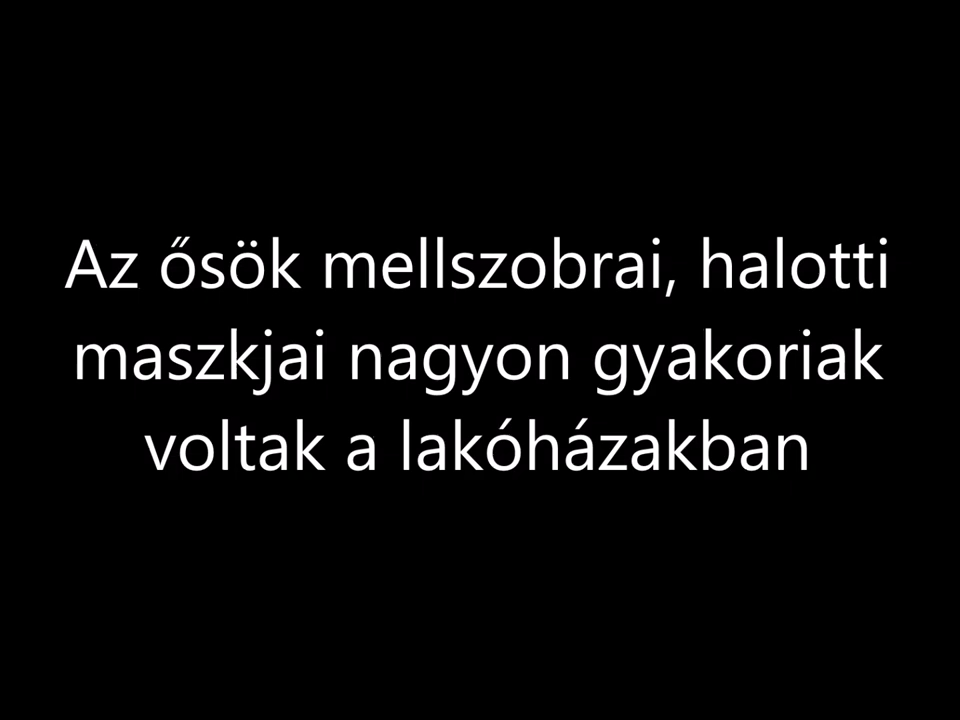 Az ősök mellszobrai, halotti
maszkjai nagyon gyakoriak
voltak a lakóházakban